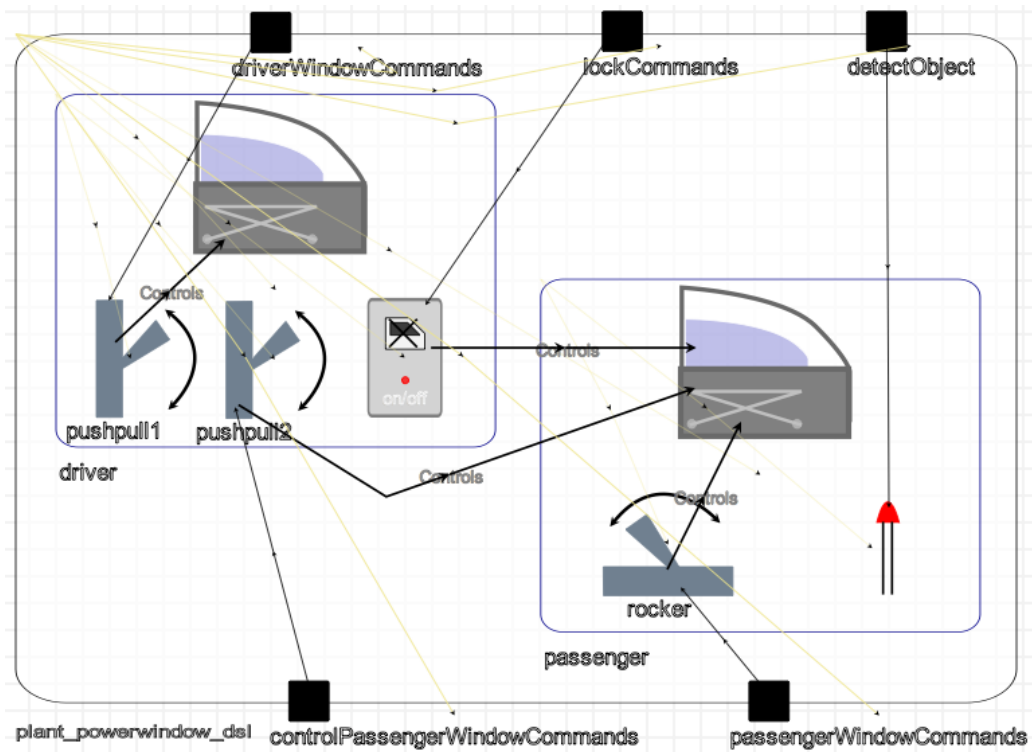 driverWindowCommands
lockCommands
detectObject
Controls
on/off
Controls
pushpull1
pushpull2
driver
Controls
Controls
rocker
passenger
plant_powerwindow_dsl
controlPassengerWindowCommands
passengerWindowCommands